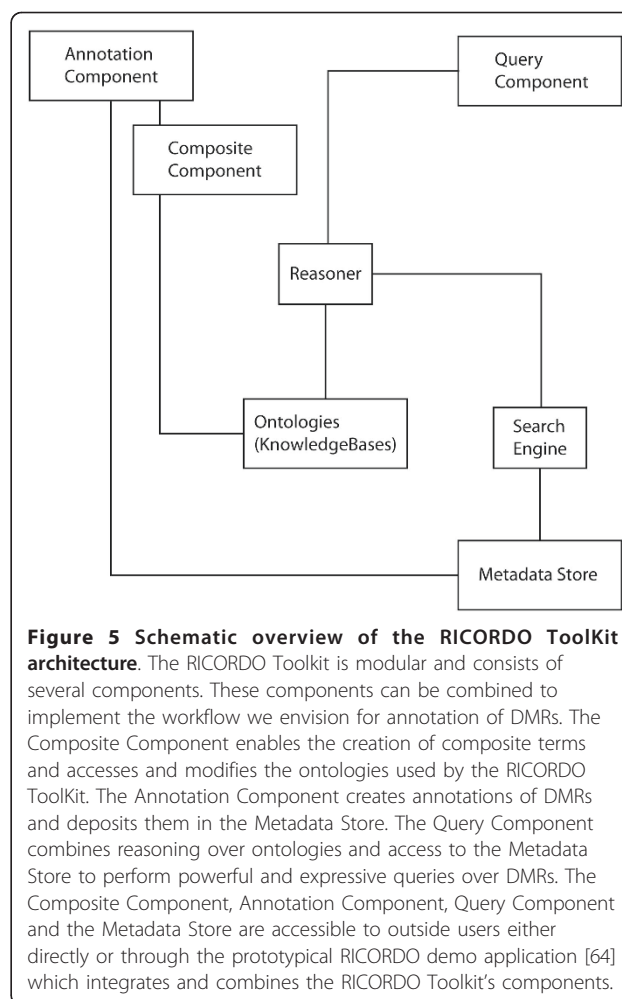 Annotation
Component
Query
Component
Composite
Component
Reasoner
Ontologies
(KnowledgeBases)
Search
Engine
Metadata Store
Figure 5 Schematic overview of the RICORDO ToolKit
architecture. The RICORDO Toolkit is modular and consists of
several components. These components can be combined to
implement the workflow we envision for annotation of DMRs. The
Composite Component enables the creation of composite terms
and accesses and modifies the ontologies used by the RICORDO
ToolKit. The Annotation Component creates annotations of DMRs
and deposits them in the Metadata Store. The Query Component
combines reasoning over ontologies and access to the Metadata
Store to perform powerful and expressive queries over DMRs. The
Composite Component, Annotation Component, Query Component
and the Metadata Store are accessible to outside users either
directly or through the prototypical RICORDO demo application [64]
which integrates and combines the RICORDO Toolkit's components.